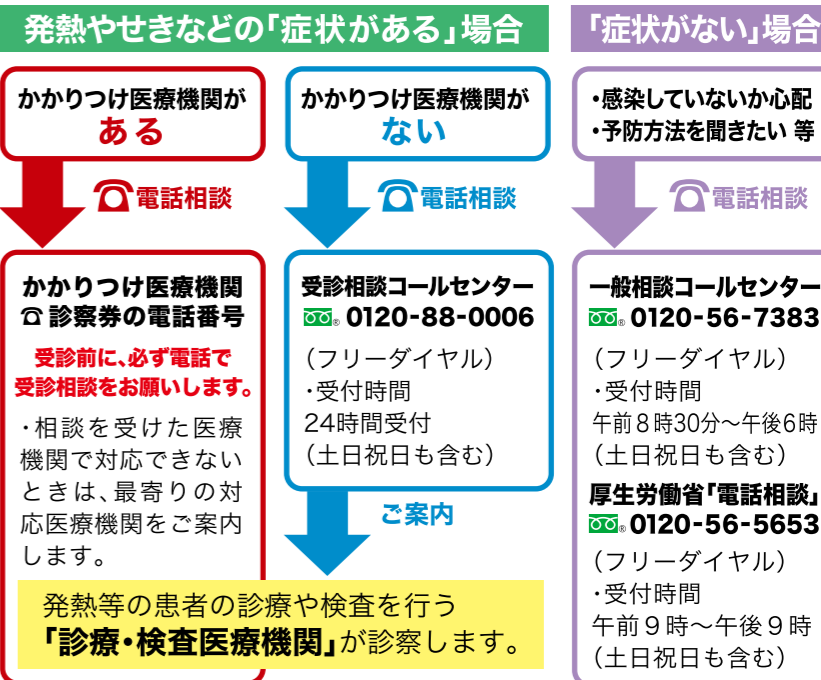 発熱やせきなどの「症状がある」場合
かかりつけ医療機関が
ある
電話相談
かかりつけ医療機関
☎診察券の電話番号
受診前に、必ず電話で
受診相談をお願いします。
・相談を受けた医療
機関で対応できない
ときは、最寄りの対
応医療機関をご案内
します。
かかりつけ医療機関が
ない
電話相談
受診相談コールセンター
0120-88-0006
（フリーダイヤル）
・受付時間
24時間受付
（土日祝日も含む）
ご案内
発熱等の患者の診療や検査を行う
「診療・検査医療機関」が診察します。
「症状がない」場合
・感染していないか心配
・予防方法を聞きたい 等
電話相談
一般相談コールセンター
0120-56-7383
（フリーダイヤル）
・受付時間
午前8時30分～午後6時
（土日祝日も含む）
厚生労働省「電話相談」
0120-56-5653
（フリーダイヤル）
・受付時間
午前９時～午後９時
（土日祝日も含む）